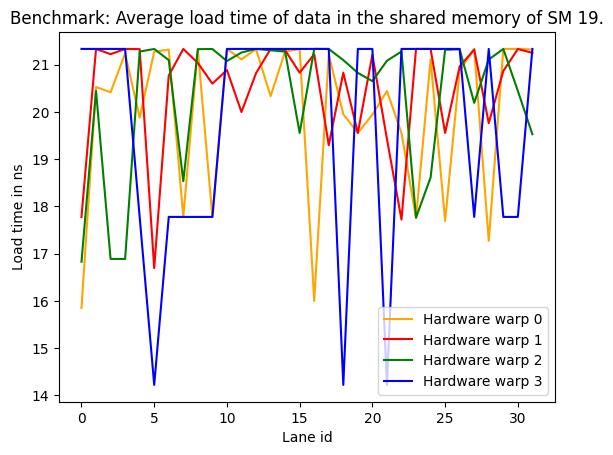 Benchmark: Average load time of data in the shared memory of SM 19.
Load time in ns
21
20
19
18
17
16
15
14
0
5
10
15
20
25
30
Lane id
Hardware warp 0
Hardware warp 1
Hardware warp 2
Hardware warp 3